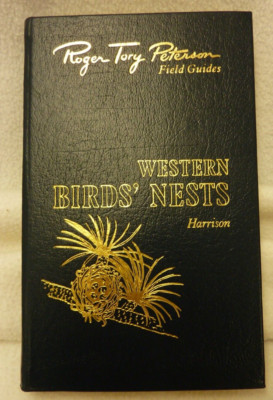 Roger Tory Peterson
Field Guides
WESTERN
BIRDS' NESTS
Harrison